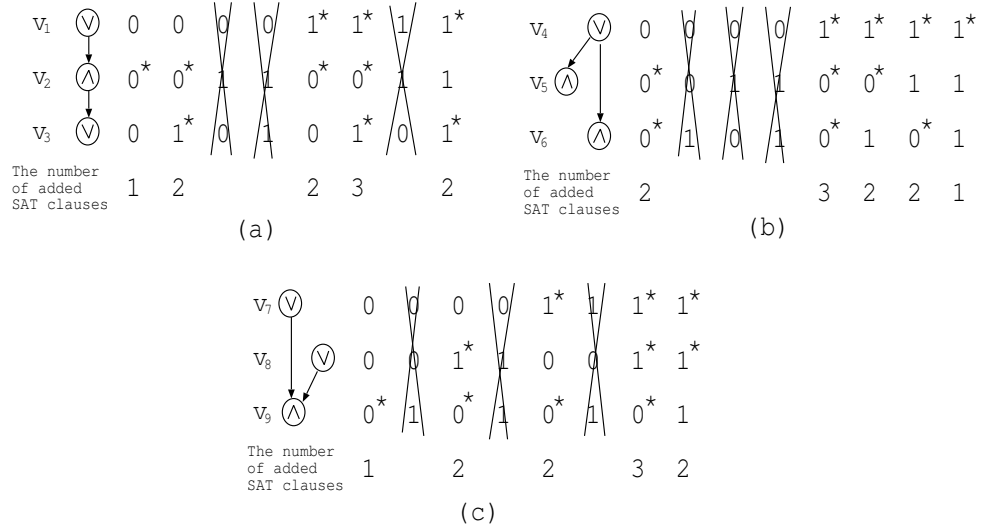 V₁ ∨ 0 0 0 0 1* 1* 1 1*
V₂ ∧ 0* 0* 1 1 0* 0* 1 1
V₃ ∨ 0 1* 0 1 0 1* 0 1*
The number
of added
SAT clauses
1 2 2 3 2
(a)
V₄ ∨ 0 0 0 0 1* 1* 1* 1*
V₅ ∧ 0* 0 1 1 0* 0* 1 1
V₆ ∧ 0* 1 0 1 0* 1 0* 1
The number
of added
SAT clauses
2 3 2 2 1
(b)
V₇ ∨ 0 0 0 0 1* 1 1* 1*
V₈ ∨ 0 0 1* 1 0 0 1* 1*
V₉ ∧ 0* 1 0* 1 0* 1 0* 1
The number
of added
SAT clauses
1 2 2 3 2
(c)